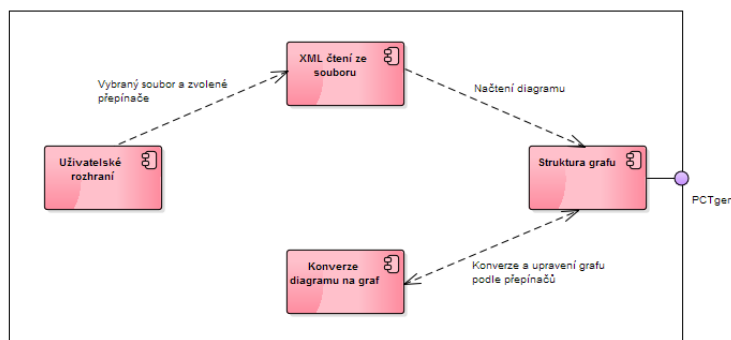 XML čtení ze
souboru
Vybraný soubor a zvolené
přepínače
Načtení diagramu
Uživatelské
rozhraní
Struktura grafu
PCTgen
Konverze
diagramu na graf
Konverze a upravení grafu
podle přepínačů